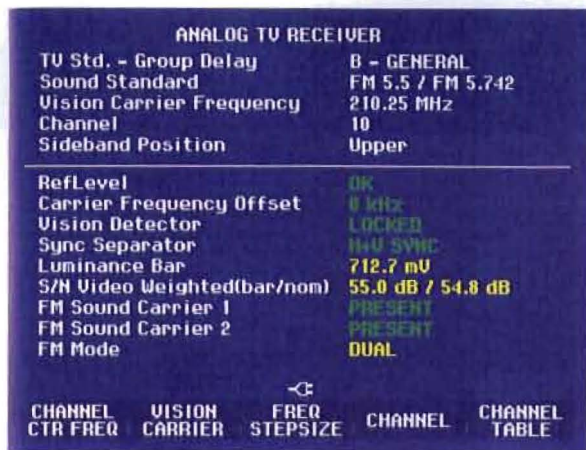 ANALOG TV RECEIVER
TV Std. - Group Delay B - GENERAL
Sound Standard FM 5.5 / FM 5.742
Vision Carrier Frequency 210.25 MHz
Channel 10
Sideband Position Upper
RefLevel OK
Carrier Frequency Offset 0 kHz
Vision Detector LOCKED
Sync Separator H+V SYNC
Luminance Bar 712.7 mV
S/N Video Weighted(bar/nom) 55.0 dB / 54.8 dB
FM Sound Carrier 1 PRESENT
FM Sound Carrier 2 PRESENT
FM Mode DUAL
CHANNEL CTR FREQ
VISION CARRIER
FREQ STEPSIZE
CHANNEL
CHANNEL TABLE